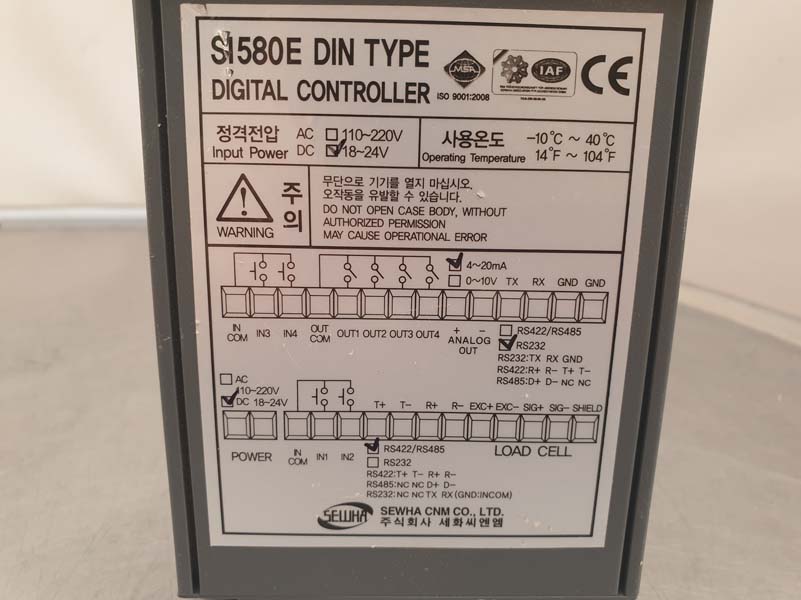 SI580E DIN TYPE
DIGITAL CONTROLLER
MSA
ISO 9001:2008
IAF
CE
정격전압 AC □ 110~220V
Input Power DC ☑ 18~24V
사용온도 -10℃ ~ 40℃
Operating Temperature 14℉ ~ 104℉
WARNING
주의
무단으로 기기를 열지 마십시오.
오작동을 유발할 수 있습니다.
DO NOT OPEN CASE BODY, WITHOUT
AUTHORIZED PERMISSION
MAY CAUSE OPERATIONAL ERROR
☑ 4~20mA
□ 0~10V TX RX GND GND
IN COM IN3 IN4 OUT COM OUT1 OUT2 OUT3 OUT4 + - ANALOG OUT
□ RS422/RS485
☑ RS232
RS232:TX RX GND
RS422:R+ R- T+ T-
RS485:D+ D- NC NC
□ AC
110~220V
☑ DC 18~24V
T+ T- R+ R- EXC+ EXC- SIG+ SIG- SHIELD
POWER IN COM IN1 IN2
☑ RS422/RS485
□ RS232
LOAD CELL
RS422:T+ T- R+ R-
RS485:NC NC D+ D-
RS232:NC NC TX RX (GND:INCOM)
SEWHA
SEWHA CNM CO., LTD.
주식회사 세화씨엔엠